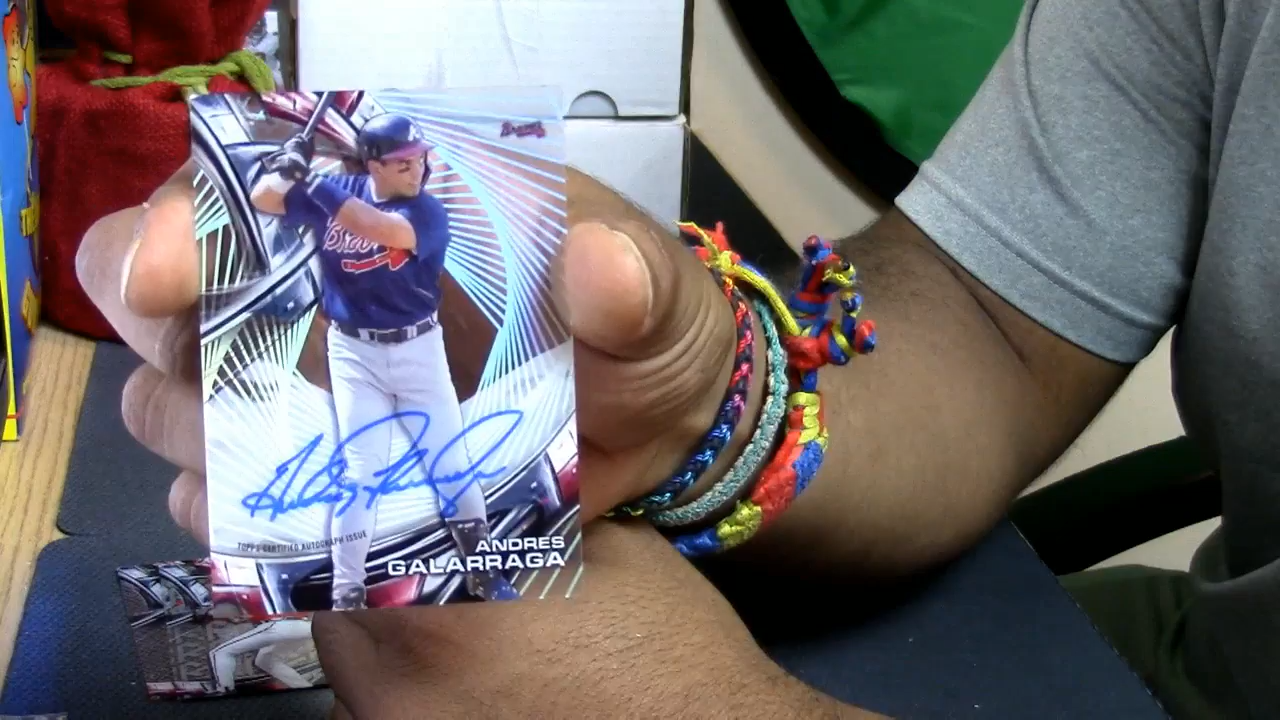 Braves
A
Braves
TOPPS CERTIFIED AUTOGRAPH ISSUE
ANDRES
GALARRAGA